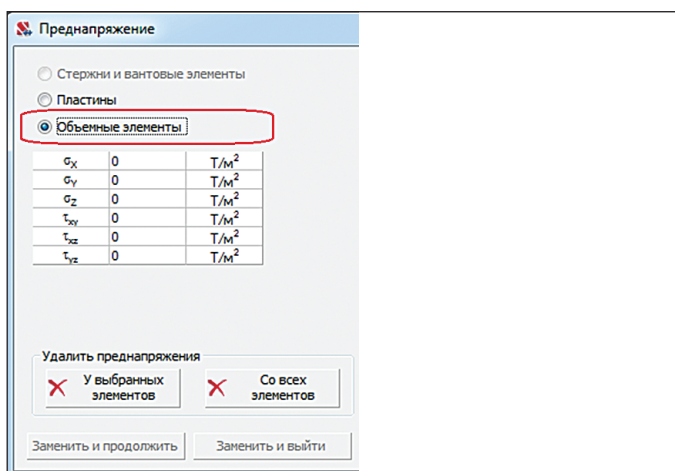 Преднапряжение
Стержни и вантовые элементы
Пластины
Объемные элементы
σX 0 Т/м²
σY 0 Т/м²
σZ 0 Т/м²
τxy 0 Т/м²
τxz 0 Т/м²
τyz 0 Т/м²
Удалить преднапряжения
У выбранных
элементов
Со всех
элементов
Заменить и продолжить
Заменить и выйти